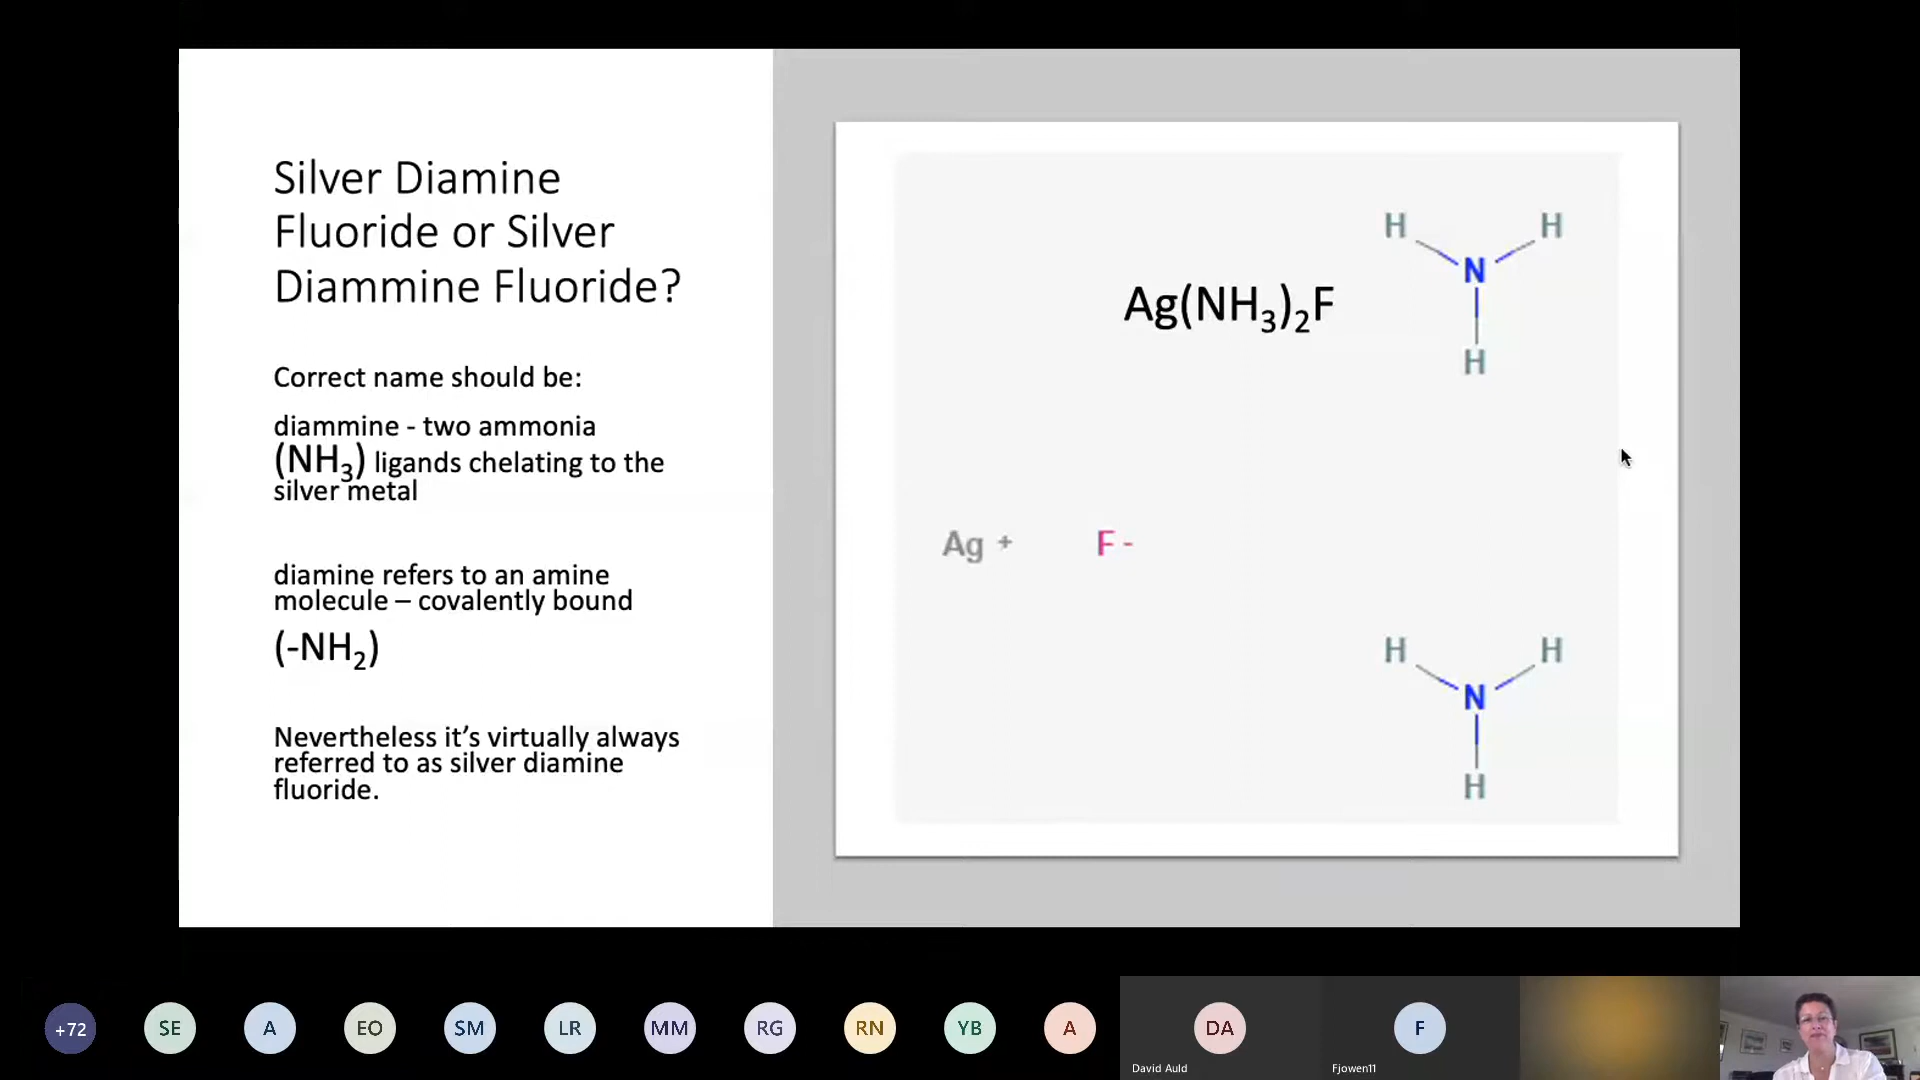 Silver Diamine
Fluoride or Silver
Diammine Fluoride?
Correct name should be:
diammine - two ammonia
(NH₃) ligands chelating to the
silver metal
diamine refers to an amine
molecule – covalently bound
(-NH₂)
Nevertheless it's virtually always
referred to as silver diamine
fluoride.
H H
N
Ag(NH₃)₂F
H
Ag + F -
H H
N
H
+72 SE A EO SM LR MM RG RN YB A DA F
David Auld Fjowen11